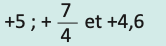 +5 ; + 7/4 et +4,6